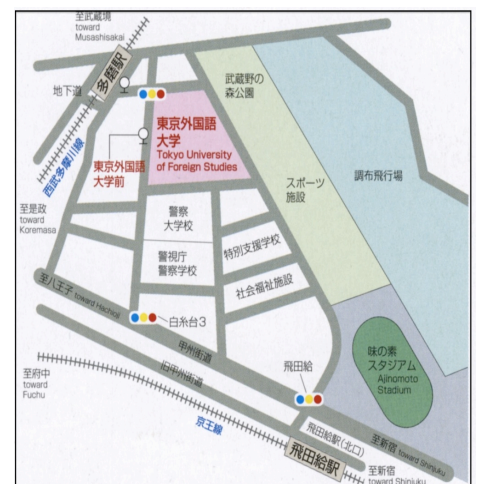 至武蔵境
toward
Musashisakai
多磨駅
地下道
西武多摩川線
武蔵野の
森公園
東京外国語
大学
Tokyo University
of Foreign Studies
東京外国語
大学前
スポーツ
施設
調布飛行場
至是政
toward
Koremasa
警察
大学校
警視庁
警察学校
特別支援学校
社会福祉施設
至八王子 toward Hachioji
白糸台3
甲州街道
旧甲州街道
飛田給
味の素
スタジアム
Ajinomoto
Stadium
至府中
toward
Fuchu
京王線
飛田給駅(北口)
飛田給駅
至新宿 toward Shinjuku
至新宿
toward Shinjuku